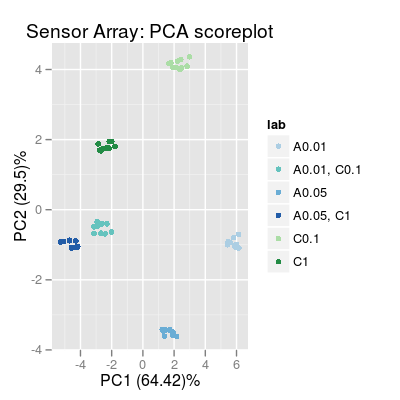 Sensor Array: PCA scoreplot
PC2 (29.5)%
4
2
0
-2
-4
-4
-2
0
2
4
6
PC1 (64.42)%
lab
A0.01
A0.01, C0.1
A0.05
A0.05, C1
C0.1
C1